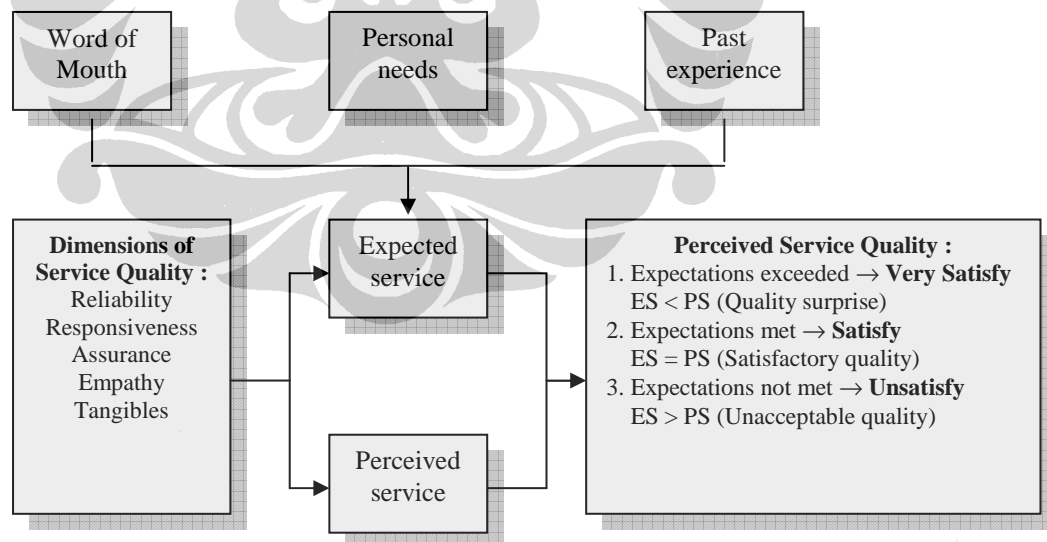 Word of
Mouth
Personal
needs
Past
experience
Dimensions of
Service Quality :
Reliability
Responsiveness
Assurance
Empathy
Tangibles
Expected
service
Perceived
service
Perceived Service Quality :
1. Expectations exceeded → Very Satisfy
ES < PS (Quality surprise)
2. Expectations met → Satisfy
ES = PS (Satisfactory quality)
3. Expectations not met → Unsatisfy
ES > PS (Unacceptable quality)